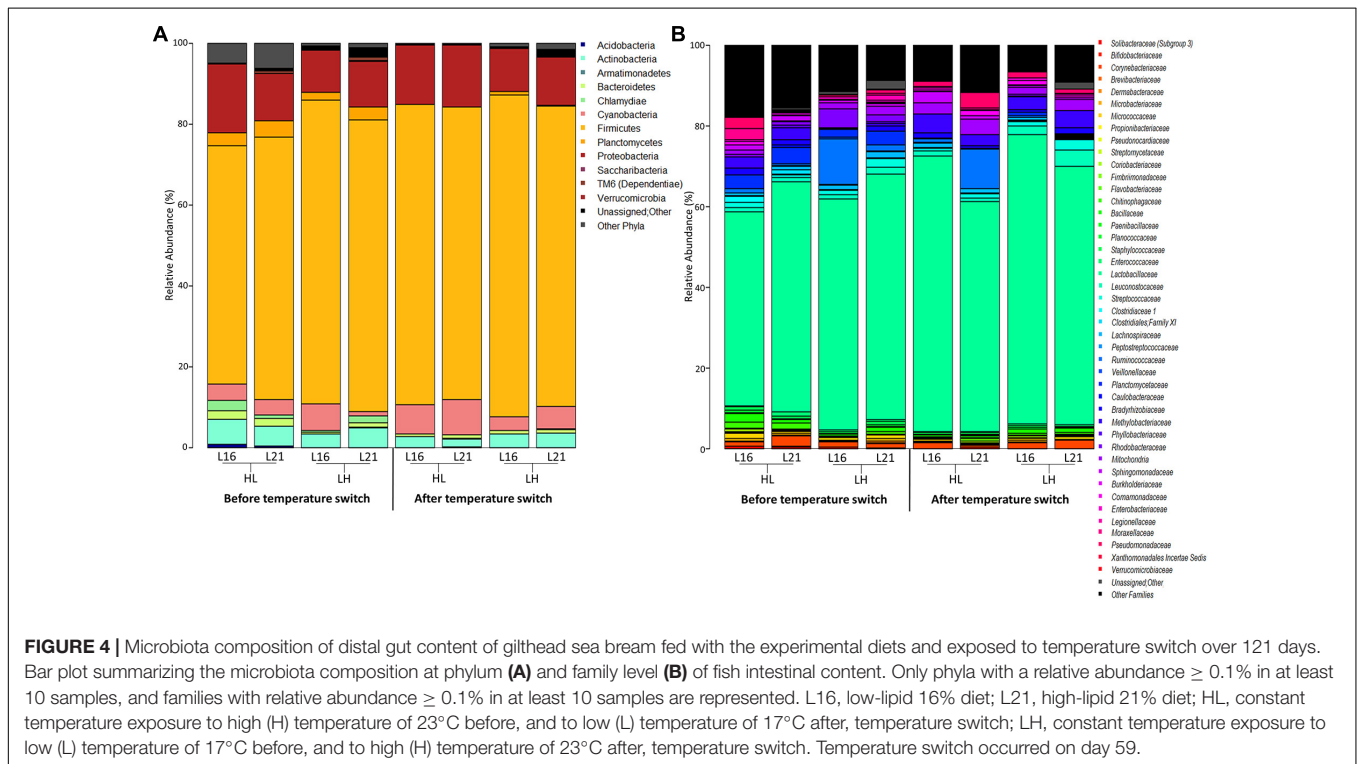 A
100
80
60
40
20
0
Relative Abundance (%)
L16 L21 L16 L21 L16 L21 L16 L21
HL LH HL LH
Before temperature switch After temperature switch
Acidobacteria
Actinobacteria
Armatimonadetes
Bacteroidetes
Chlamydiae
Cyanobacteria
Firmicutes
Planctomycetes
Proteobacteria
Saccharibacteria
TM6 (Dependentiae)
Verrucomicrobia
Unassigned;Other
Other Phyla
B
100
80
60
40
20
0
Relative Abundance (%)
L16 L21 L16 L21 L16 L21 L16 L21
HL LH HL LH
Before temperature switch After temperature switch
Solibacteraceae (Subgroup 3)
Bifidobacteriaceae
Corynebacteriaceae
Brevibacteriaceae
Dermabacteraceae
Microbacteriaceae
Micrococcaceae
Propionibacteriaceae
Pseudonocardiaceae
Streptomycetaceae
Coriobacteriaceae
Fimbriimonadaceae
Flavobacteriaceae
Chitinophagaceae
Bacillaceae
Paenibacillaceae
Planococcaceae
Staphylococcaceae
Enterococcaceae
Lactobacillaceae
Leuconostocaceae
Streptococcaceae
Clostridiaceae 1
Clostridiales;Family XI
Lachnospiraceae
Peptostreptococcaceae
Ruminococcaceae
Veillonellaceae
Planctomycetaceae
Caulobacteraceae
Bradyrhizobiaceae
Methylobacteriaceae
Phyllobacteriaceae
Rhodobacteraceae
Mitochondria
Sphingomonadaceae
Burkholderiaceae
Comamonadaceae
Enterobacteriaceae
Legionellaceae
Moraxellaceae
Pseudomonadaceae
Xanthomonadales Incertae Sedis
Verrucomicrobiaceae
Unassigned;Other
Other Families
FIGURE 4 | Microbiota composition of distal gut content of gilthead sea bream fed with the experimental diets and exposed to temperature switch over 121 days.
Bar plot summarizing the microbiota composition at phylum (A) and family level (B) of fish intestinal content. Only phyla with a relative abundance ≥ 0.1% in at least
10 samples, and families with relative abundance ≥ 0.1% in at least 10 samples are represented. L16, low-lipid 16% diet; L21, high-lipid 21% diet; HL, constant
temperature exposure to high (H) temperature of 23°C before, and to low (L) temperature of 17°C after, temperature switch; LH, constant temperature exposure to
low (L) temperature of 17°C before, and to high (H) temperature of 23°C after, temperature switch. Temperature switch occurred on day 59.